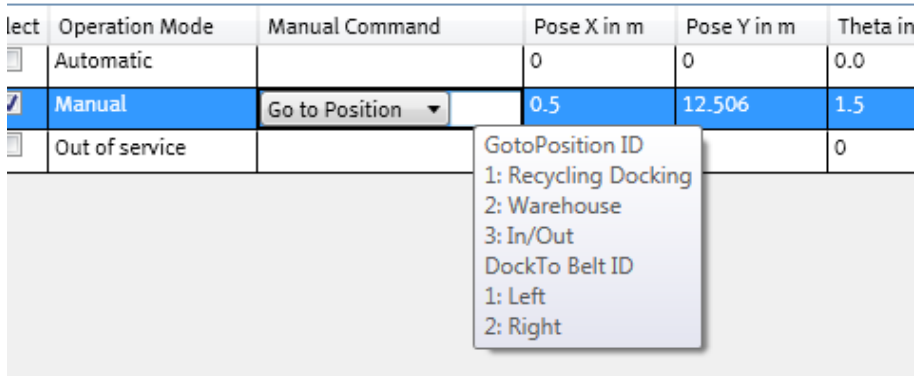 lect Operation Mode Manual Command Pose X in m Pose Y in m Theta in
Automatic 0 0 0.0
Manual Go to Position 0.5 12.506 1.5
Out of service 0
GotoPosition ID
1: Recycling Docking
2: Warehouse
3: In/Out
DockTo Belt ID
1: Left
2: Right